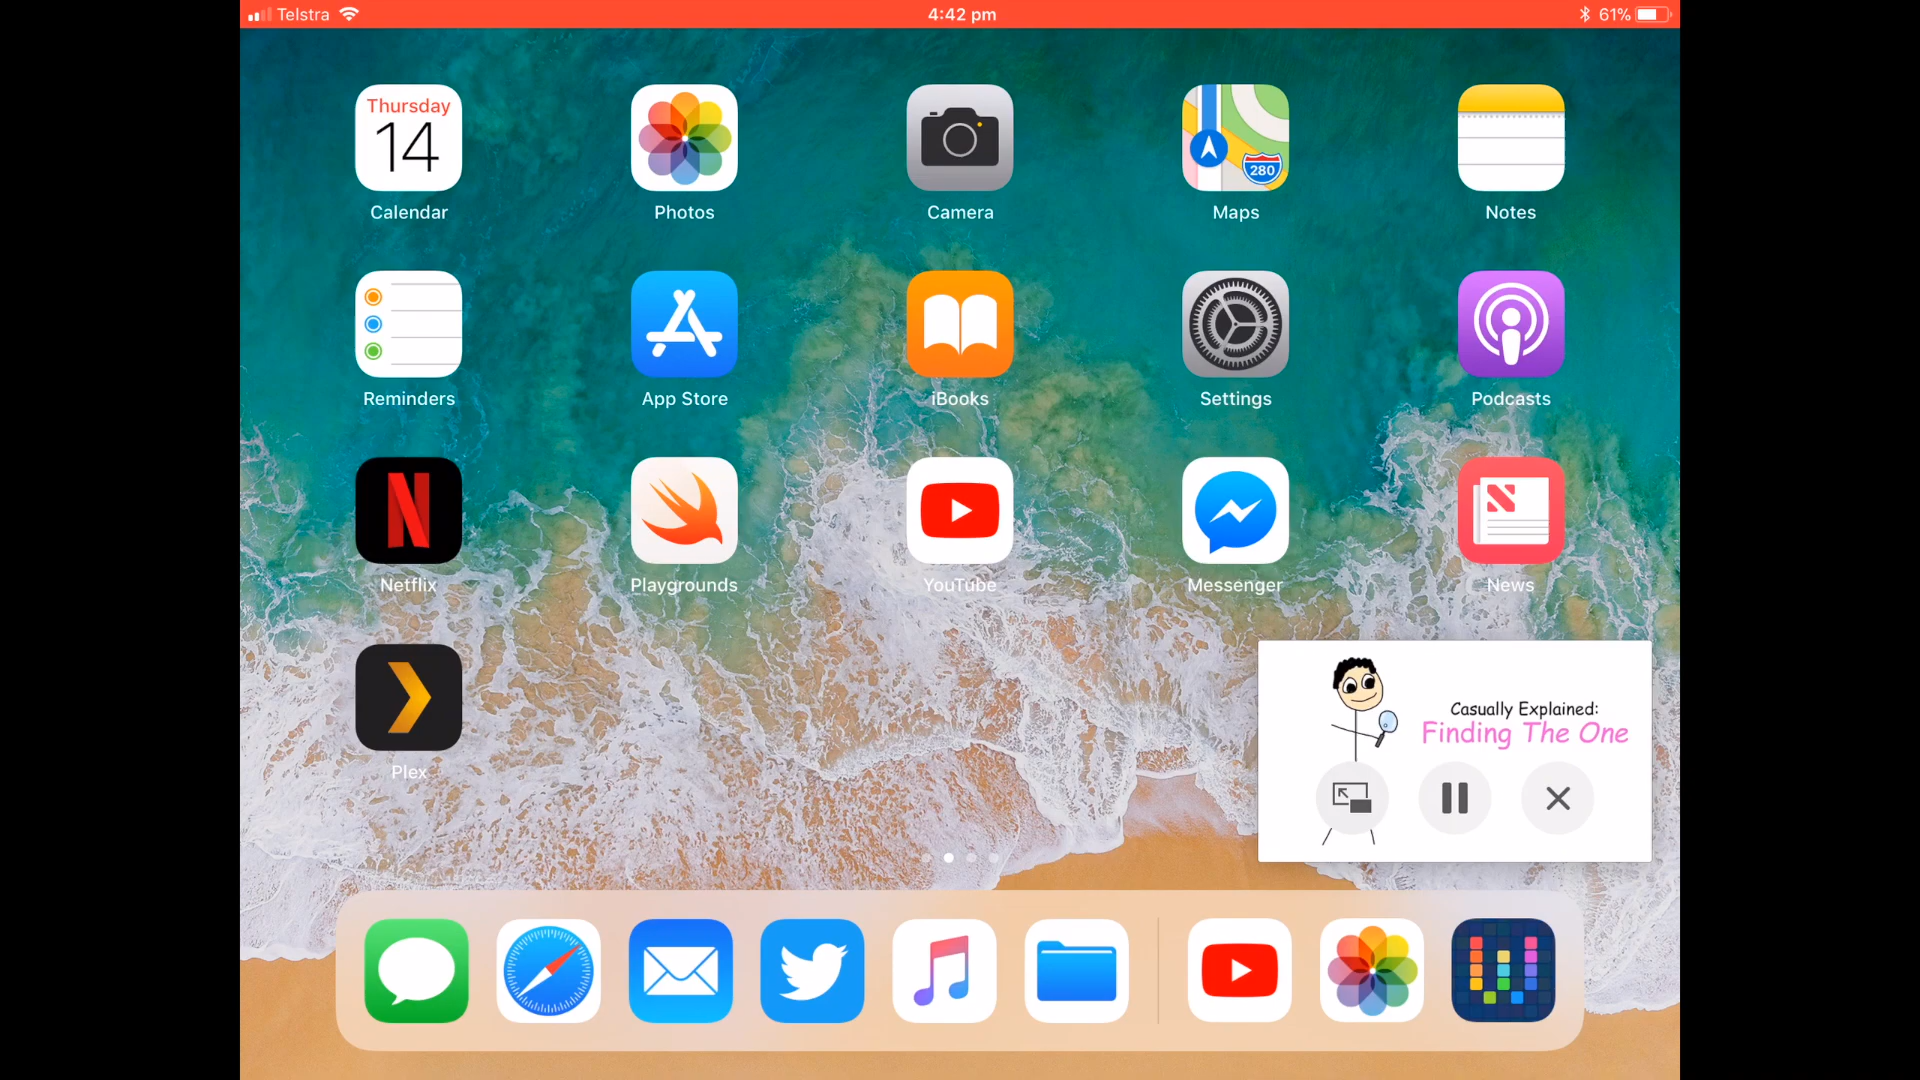 Telstra 4:42 pm 61%
Thursday
14
280
Calendar Photos Camera Maps Notes
Reminders App Store iBooks Settings Podcasts
Netflix Playgrounds YouTube Messenger News
Casually Explained:
Finding The One
Plex